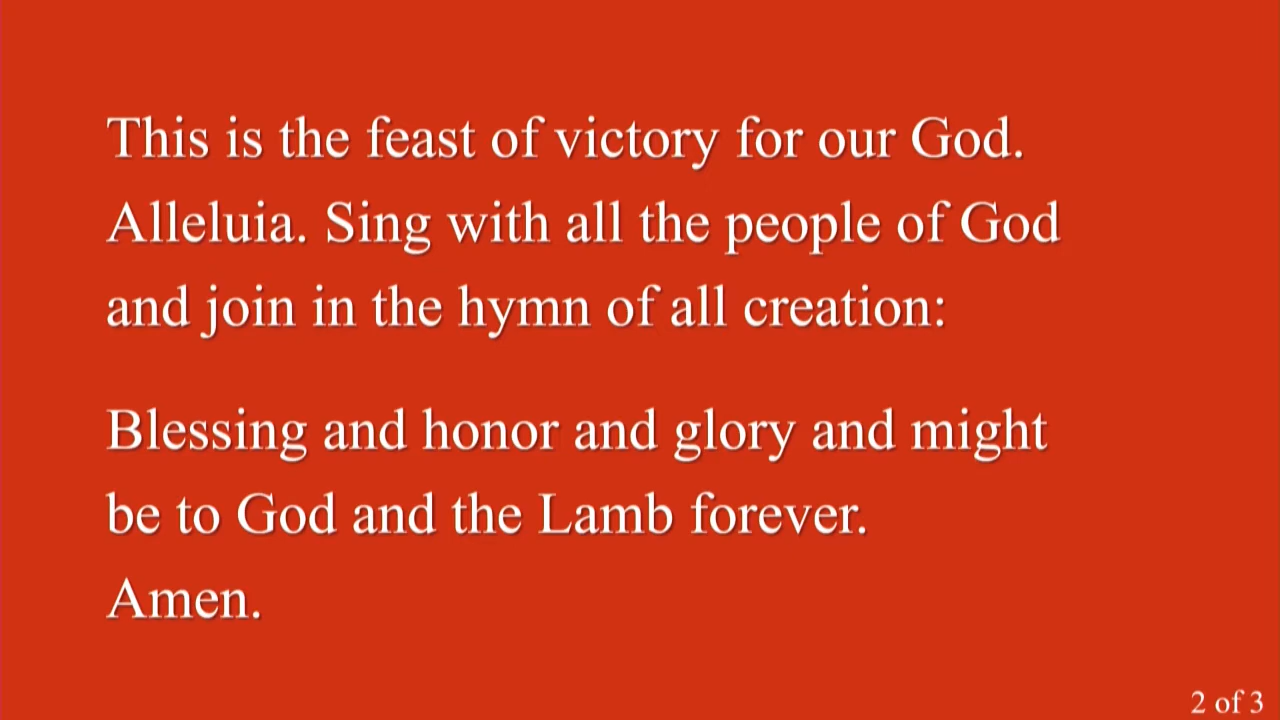 This is the feast of victory for our God.
Alleluia. Sing with all the people of God
and join in the hymn of all creation:
Blessing and honor and glory and might
be to God and the Lamb forever.
Amen.
2 of 3